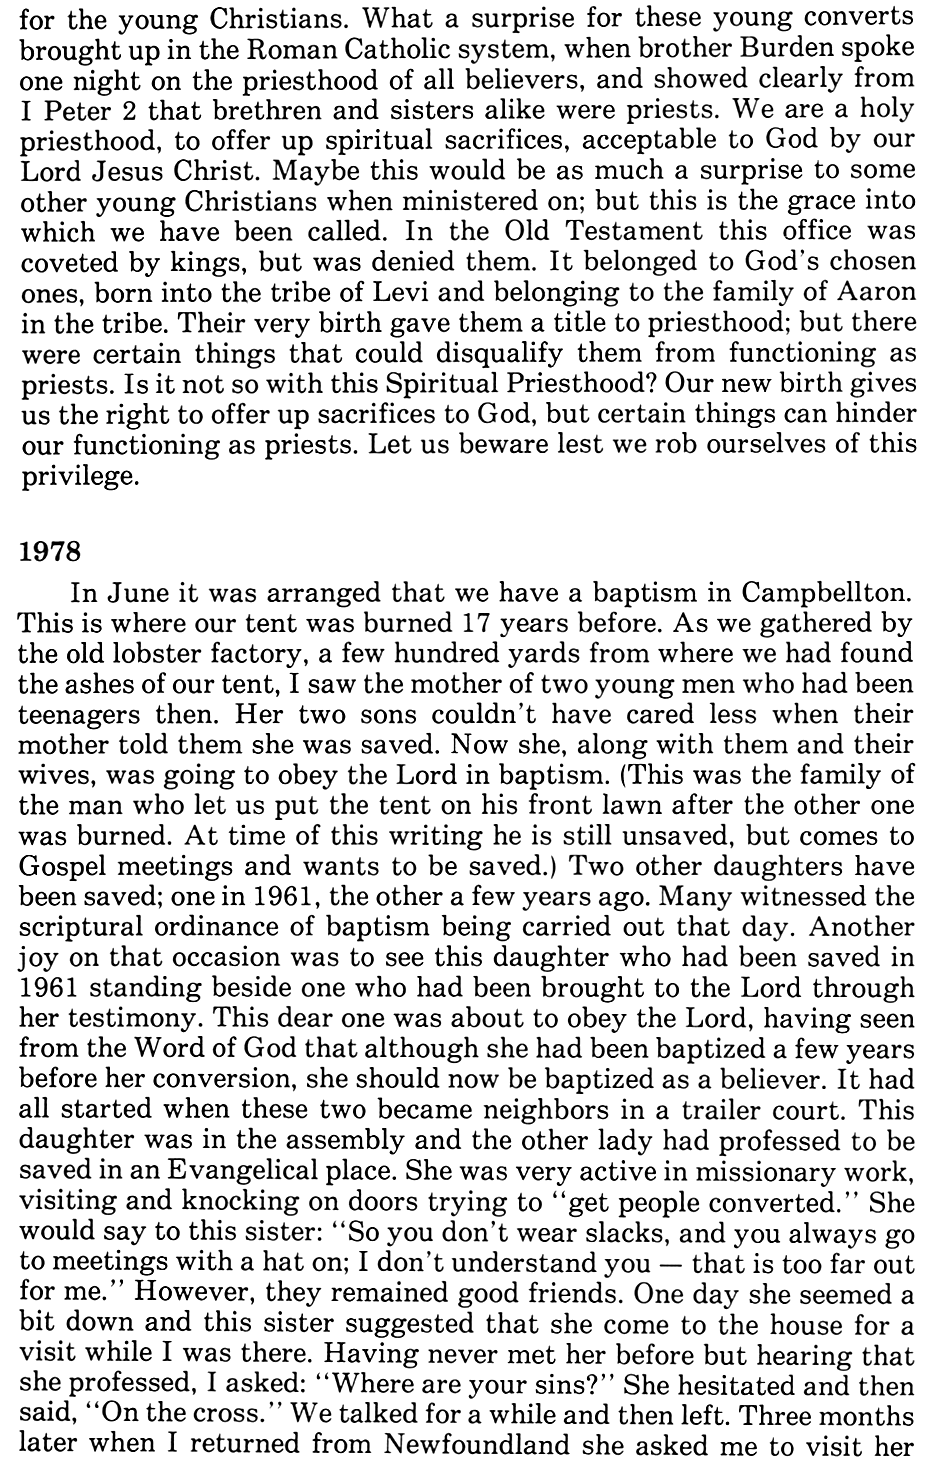 for the young Christians. What a surprise for these young converts
brought up in the Roman Catholic system, when brother Burden spoke
one night on the priesthood of all believers, and showed clearly from
I Peter 2 that brethren and sisters alike were priests. We are a holy
priesthood, to offer up spiritual sacrifices, acceptable to God by our
Lord Jesus Christ. Maybe this would be as much a surprise to some
other young Christians when ministered on; but this is the grace into
which we have been called. In the Old Testament this office was
coveted by kings, but was denied them. It belonged to God's chosen
ones, born into the tribe of Levi and belonging to the family of Aaron
in the tribe. Their very birth gave them a title to priesthood; but there
were certain things that could disqualify them from functioning as
priests. Is it not so with this Spiritual Priesthood? Our new birth gives
us the right to offer up sacrifices to God, but certain things can hinder
our functioning as priests. Let us beware lest we rob ourselves of this
privilege.
1978
In June it was arranged that we have a baptism in Campbellton.
This is where our tent was burned 17 years before. As we gathered by
the old lobster factory, a few hundred yards from where we had found
the ashes of our tent, I saw the mother of two young men who had been
teenagers then. Her two sons couldn't have cared less when their
mother told them she was saved. Now she, along with them and their
wives, was going to obey the Lord in baptism. (This was the family of
the man who let us put the tent on his front lawn after the other one
was burned. At time of this writing he is still unsaved, but comes to
Gospel meetings and wants to be saved.) Two other daughters have
been saved; one in 1961, the other a few years ago. Many witnessed the
scriptural ordinance of baptism being carried out that day. Another
joy on that occasion was to see this daughter who had been saved in
1961 standing beside one who had been brought to the Lord through
her testimony. This dear one was about to obey the Lord, having seen
from the Word of God that although she had been baptized a few years
before her conversion, she should now be baptized as a believer. It had
all started when these two became neighbors in a trailer court. This
daughter was in the assembly and the other lady had professed to be
saved in an Evangelical place. She was very active in missionary work,
visiting and knocking on doors trying to "get people converted." She
would say to this sister: "So you don't wear slacks, and you always go
to meetings with a hat on; I don't understand you — that is too far out
for me." However, they remained good friends. One day she seemed a
bit down and this sister suggested that she come to the house for a
visit while I was there. Having never met her before but hearing that
she professed, I asked: "Where are your sins?" She hesitated and then
said, "On the cross." We talked for a while and then left. Three months
later when I returned from Newfoundland she asked me to visit her